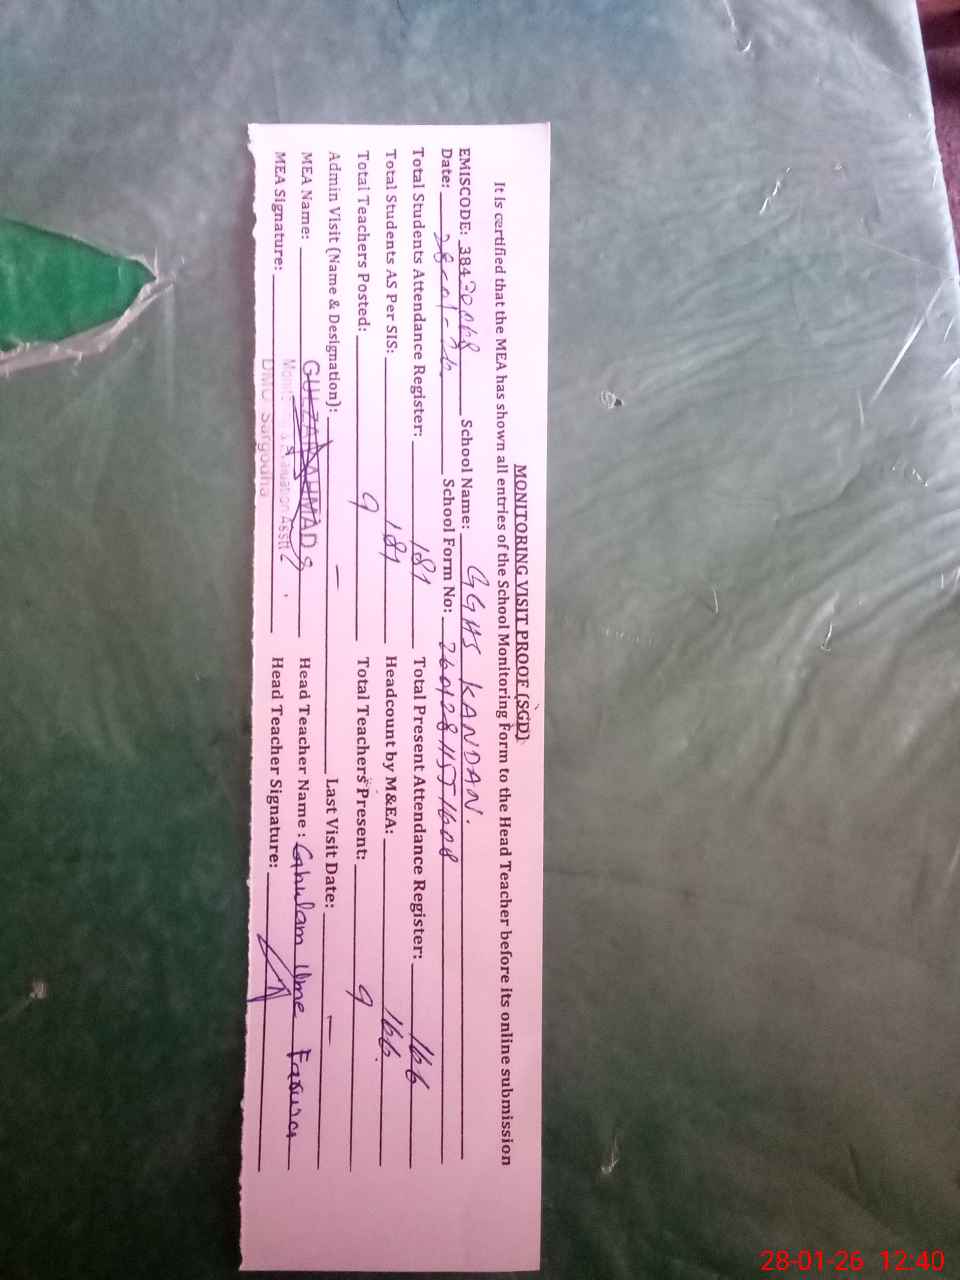 MONITORING VISIT PROOF (SGD)
It is certified that the MEA has shown all entries of the School Monitoring Form to the Head Teacher before its online submission
EMISCODE: 38420068 School Name: GGHS KANDAN.
Date: 28-01-26. School Form No:
Total Students Attendance Register: 181 Total Present Attendance Register: 166
Total Students AS Per SIS: 181 Headcount by M&EA: 166
Total Teachers Posted: 9 Total Teachers Present: 9
Admin Visit (Name & Designation): — Last Visit Date: —
MEA Name: GULZAR AHMAD Head Teacher Name : Ghulam Ume
MEA Signature: Monitoring & Evaluation Asstt Head Teacher Signature:
DMO Sargodha
28-01-26 12:40